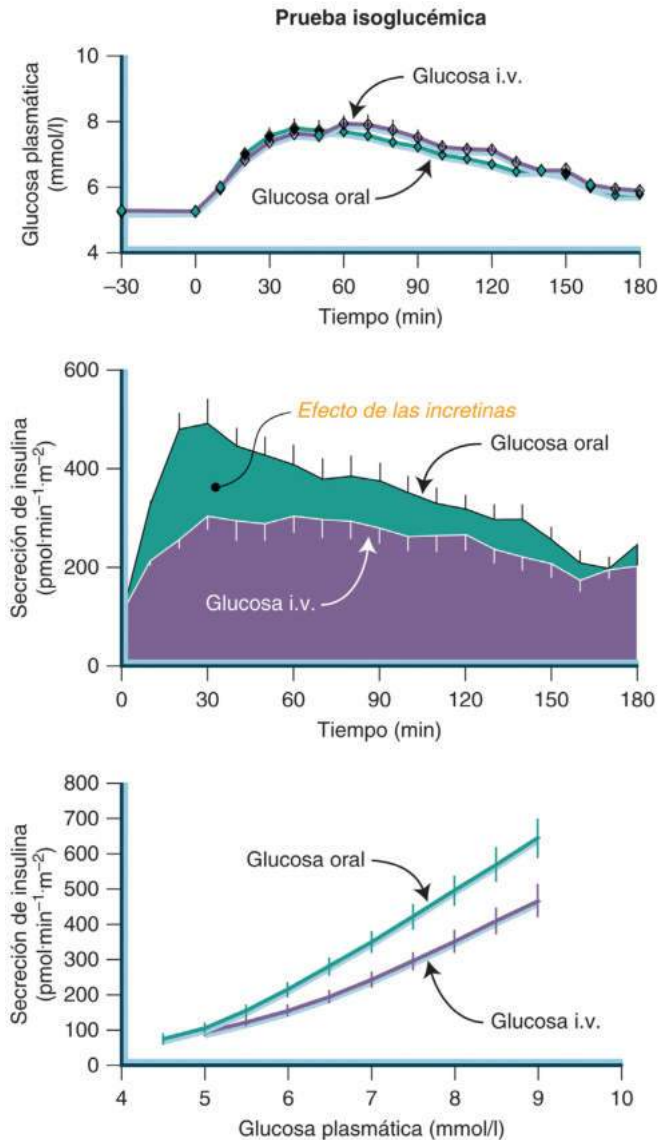 Prueba isoglucémica
Glucosa plasmática
(mmol/l)
10
8
6
4
Glucosa i.v.
Glucosa oral
–30 0 30 60 90 120 150 180
Tiempo (min)
Secreción de insulina
(pmol·min⁻¹·m⁻²)
600
400
200
0
Efecto de las incretinas
Glucosa oral
Glucosa i.v.
0 30 60 90 120 150 180
Tiempo (min)
Secreción de insulina
(pmol·min⁻¹·m⁻²)
800
700
600
500
400
300
200
100
0
Glucosa oral
Glucosa i.v.
4 5 6 7 8 9 10
Glucosa plasmática (mmol/l)